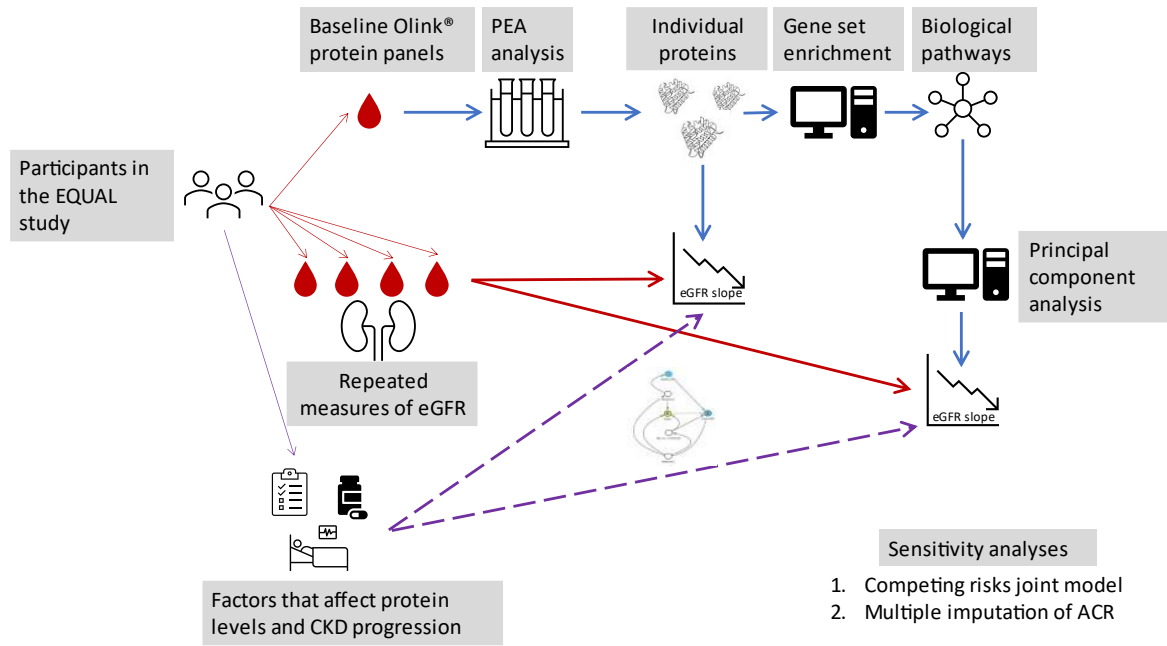 Baseline Olink®
protein panels
PEA
analysis
Individual
proteins
Gene set
enrichment
Biological
pathways
Participants in
the EQUAL
study
eGFR slope
Principal
component
analysis
Repeated
measures of eGFR
eGFR slope
Factors that affect protein
levels and CKD progression
Sensitivity analyses
1. Competing risks joint model
2. Multiple imputation of ACR